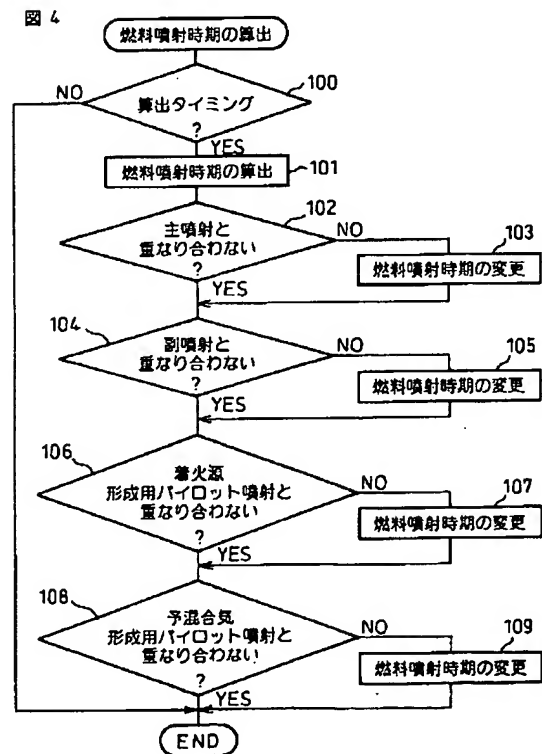 図 4
燃料噴射時期の算出
100
NO
算出タイミング
?
YES
101
燃料噴射時期の算出
102
主噴射と
重なり合わない
?
NO
103
燃料噴射時期の変更
YES
104
副噴射と
重なり合わない
?
NO
105
燃料噴射時期の変更
YES
106
着火源
形成用パイロット噴射と
重なり合わない
?
NO
107
燃料噴射時期の変更
YES
108
予混合気
形成用パイロット噴射と
重なり合わない
?
NO
109
燃料噴射時期の変更
YES
END